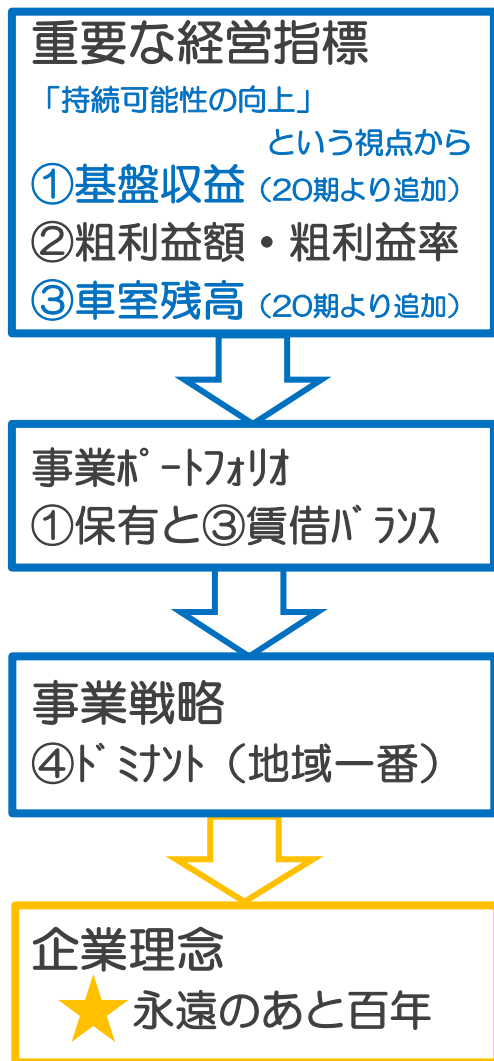 重要な経営指標
「持続可能性の向上」
という視点から
①基盤収益（20期より追加）
②粗利益額・粗利益率
③車室残高（20期より追加）
事業ﾎﾟｰﾄﾌｫﾘｵ
①保有と③賃借ﾊﾞﾗﾝｽ
事業戦略
④ﾄﾞﾐﾅﾝﾄ（地域一番）
企業理念
★永遠のあと百年